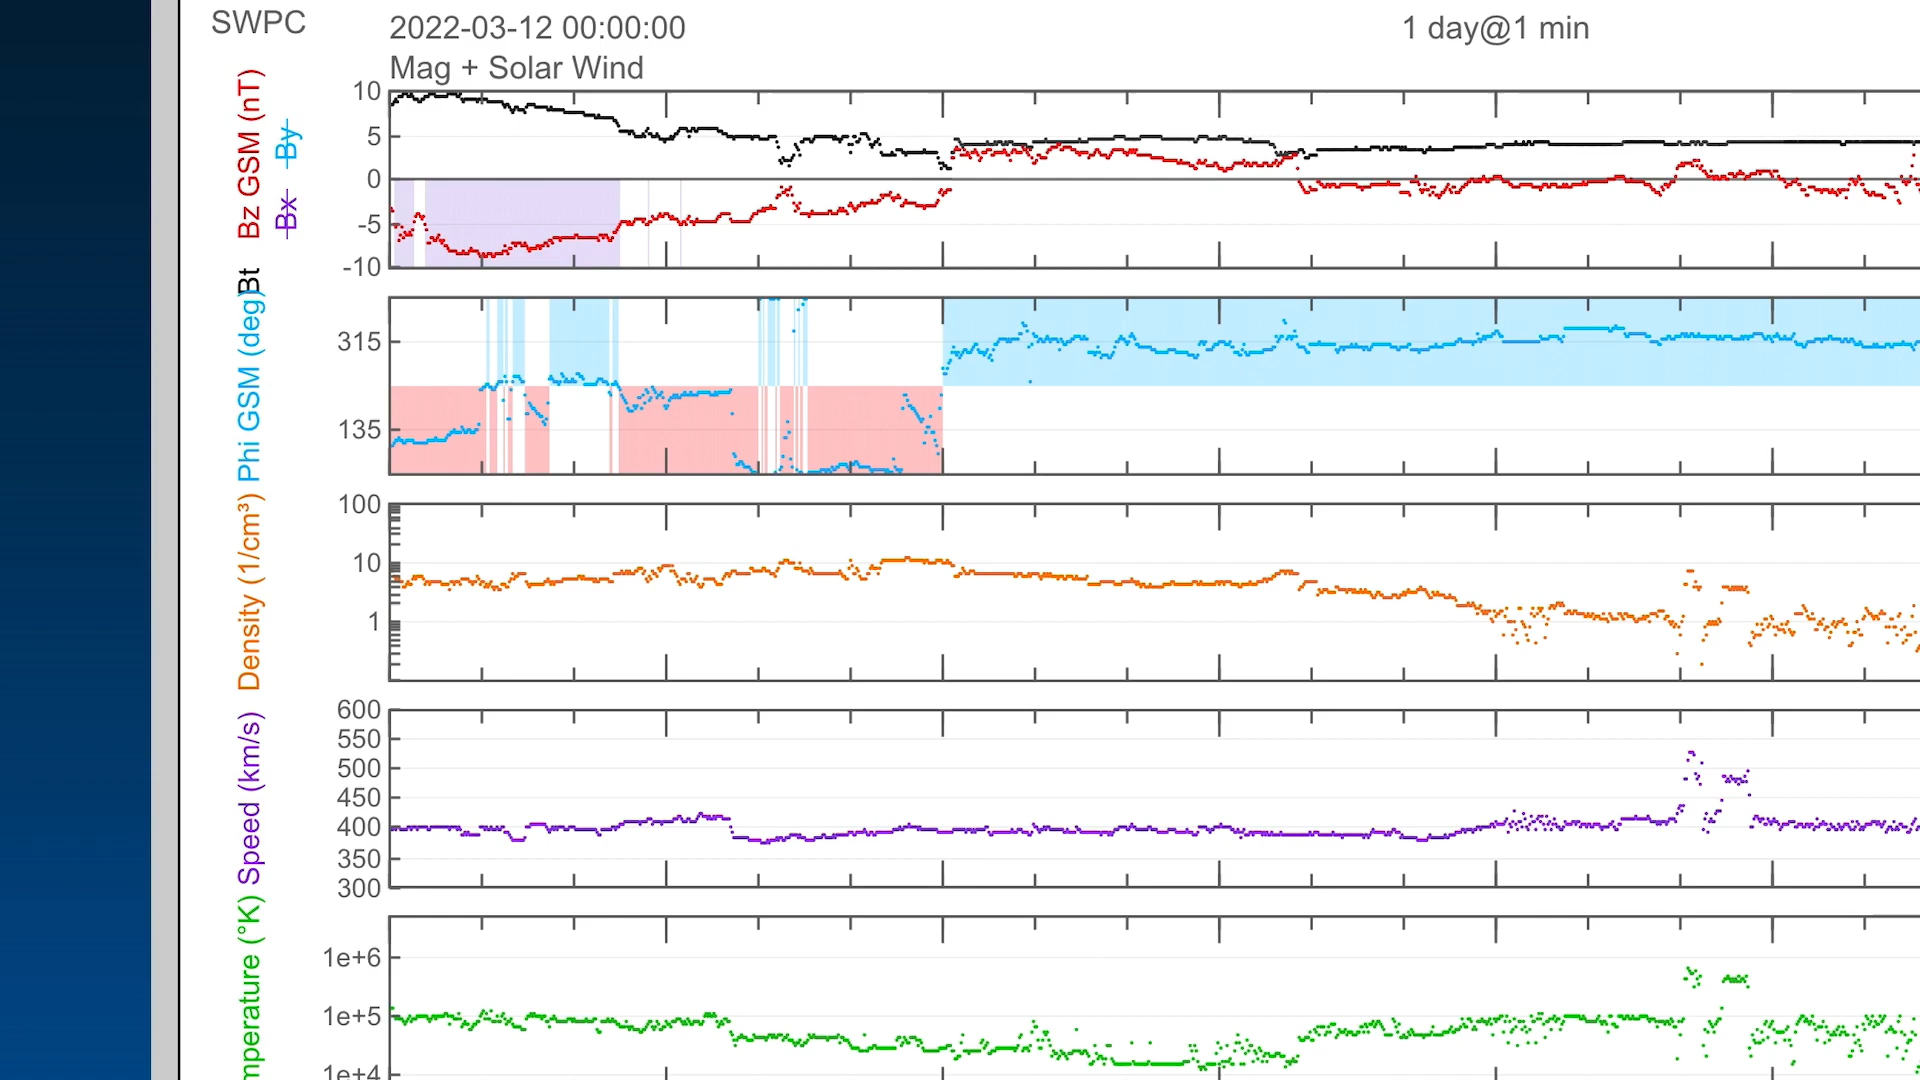 SWPC
2022-03-12 00:00:00
1 day@1 min
Mag + Solar Wind
Bt Bz GSM (nT)
Bx By
10
5
0
-5
-10
Phi GSM (deg)
315
135
Density (1/cm³)
100
10
1
Speed (km/s)
600
550
500
450
400
350
300
mperature (°K)
1e+6
1e+5
1e+4